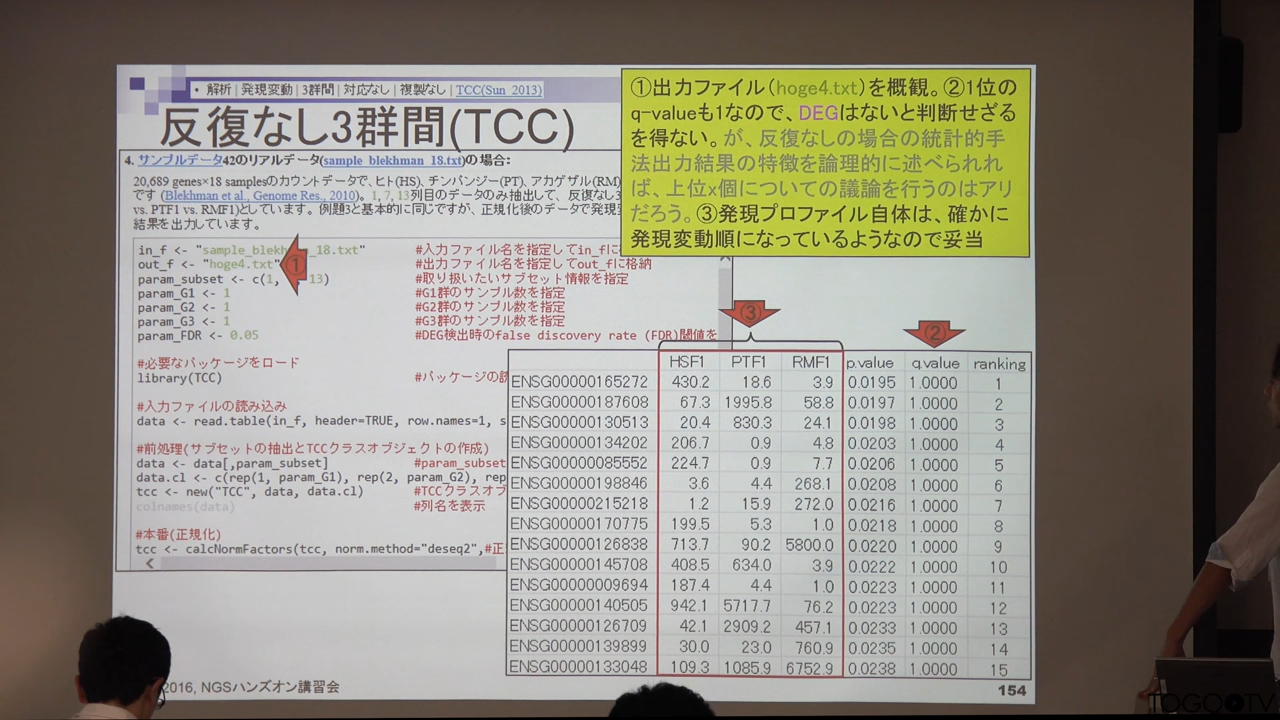 • 解析 | 発現変動 | 3群間 | 対応なし | 複製なし | TCC(Sun_2013)
反復なし3群間(TCC)
①出力ファイル（hoge4.txt）を概観。②1位の
q-valueも1なので、DEGはないと判断せざる
を得ない。が、反復なしの場合の統計的手
法出力結果の特徴を論理的に述べられれ
ば、上位x個についての議論を行うのはアリ
だろう。③発現プロファイル自体は、確かに
発現変動順になっているようなので妥当
4. サンプルデータ42のリアルデータ(sample_blekhman_18.txt)の場合:
20,689 genes×18 samplesのカウントデータで、ヒト(HS), チンパンジー(PT), アカゲザル(RM)
です (Blekhman et al., Genome Res., 2010)。1, 7, 13列目のデータのみ抽出して、反復なし3
vs. PTF1 vs. RMF1)としています。例題3と基本的に同じですが、正規化後のデータで発現変
結果を出力しています。
in_f <- "sample_blekh _18.txt" #入力ファイル名を指定してin_fに格
out_f <- "hoge4.txt" ① #出力ファイル名を指定してout_fに格納
param_subset <- c(1, 13) #取り扱いたいサブセット情報を指定
param_G1 <- 1 #G1群のサンプル数を指定
param_G2 <- 1 #G2群のサンプル数を指定
param_G3 <- 1 #G3群のサンプル数を指定
param_FDR <- 0.05 #DEG検出時のfalse discovery rate (FDR)閾値を
#必要なパッケージをロード
library(TCC) #パッケージの読
#入力ファイルの読み込み
data <- read.table(in_f, header=TRUE, row.names=1, s
#前処理(サブセットの抽出とTCCクラスオブジェクトの作成)
data <- data[,param_subset] #param_subset
data.cl <- c(rep(1, param_G1), rep(2, param_G2), rep
tcc <- new("TCC", data, data.cl) #TCCクラスオブ
colnames(data) #列名を表示
#本番(正規化)
tcc <- calcNormFactors(tcc, norm.method="deseq2",#正
③ ②
HSF1 PTF1 RMF1 p.value q.value ranking
ENSG00000165272 430.2 18.6 3.9 0.0195 1.0000 1
ENSG00000187608 67.3 1995.8 58.8 0.0197 1.0000 2
ENSG00000130513 20.4 830.3 24.1 0.0198 1.0000 3
ENSG00000134202 206.7 0.9 4.8 0.0203 1.0000 4
ENSG00000085552 224.7 0.9 7.7 0.0206 1.0000 5
ENSG00000198846 3.6 4.4 268.1 0.0208 1.0000 6
ENSG00000215218 1.2 15.9 272.0 0.0216 1.0000 7
ENSG00000170775 199.5 5.3 1.0 0.0218 1.0000 8
ENSG00000126838 713.7 90.2 5800.0 0.0220 1.0000 9
ENSG00000145708 408.5 634.0 3.9 0.0222 1.0000 10
ENSG00000009694 187.4 4.4 1.0 0.0223 1.0000 11
ENSG00000140505 942.1 5717.7 76.2 0.0223 1.0000 12
ENSG00000126709 42.1 2909.2 457.1 0.0233 1.0000 13
ENSG00000139899 30.0 23.0 760.9 0.0235 1.0000 14
ENSG00000133048 109.3 1085.9 6752.9 0.0238 1.0000 15
2016, NGSハンズオン講習会
154
TOGOTV